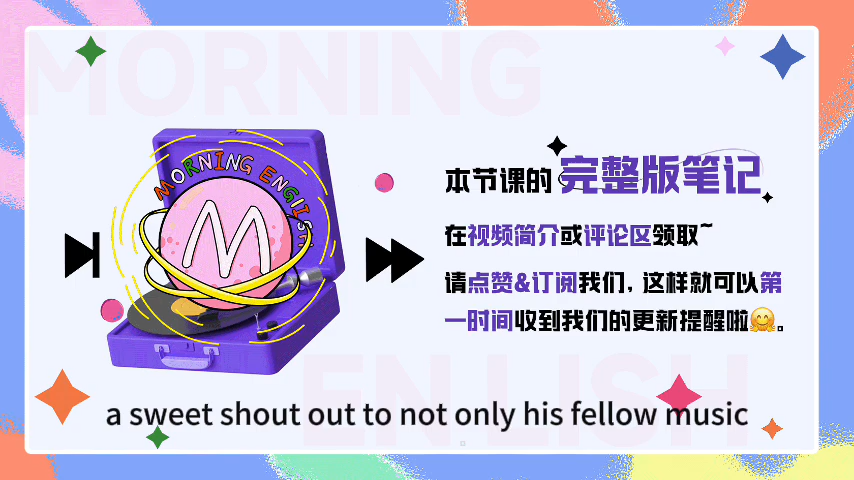 MORNING
MORNING ENGLISH
M
本节课的完整版笔记
在视频简介或评论区领取~
请点赞&订阅我们，这样就可以第
一时间收到我们的更新提醒啦🤗。
EN LISH
a sweet shout out to not only his fellow music